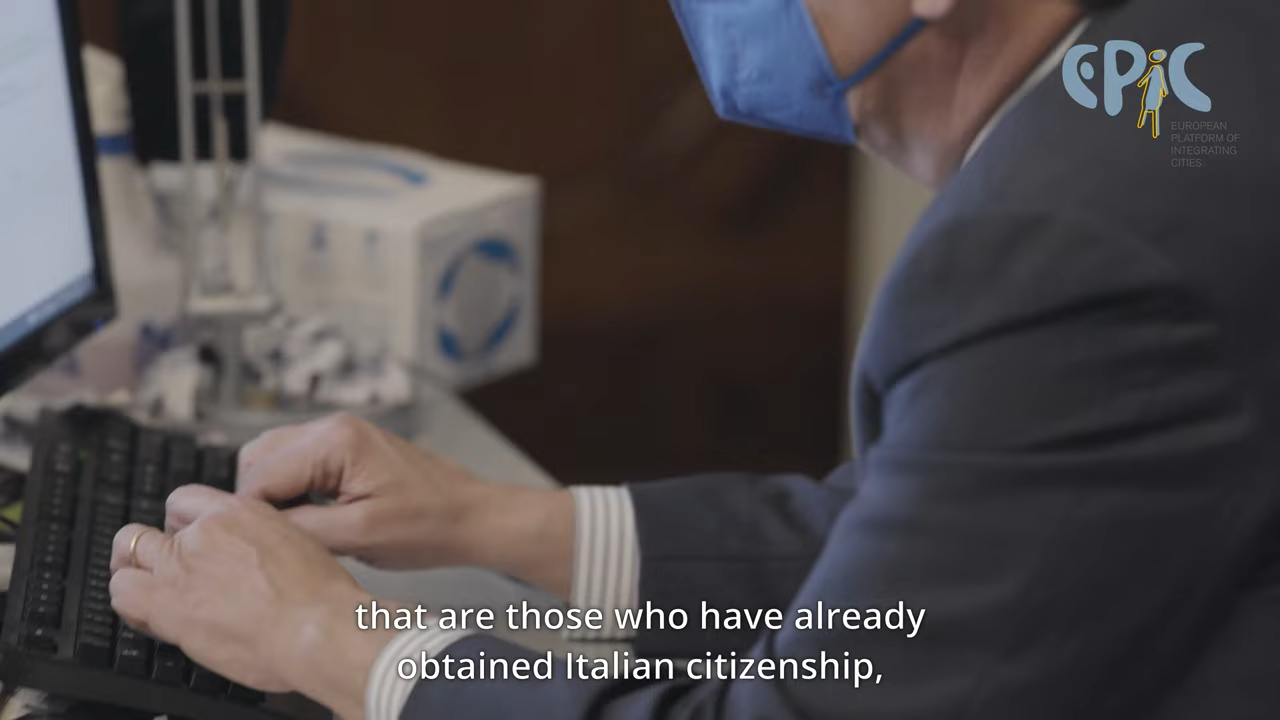 EPiC
EUROPEAN
PLATFORM OF
INTEGRATING
CITIES
that are those who have already
obtained Italian citizenship,